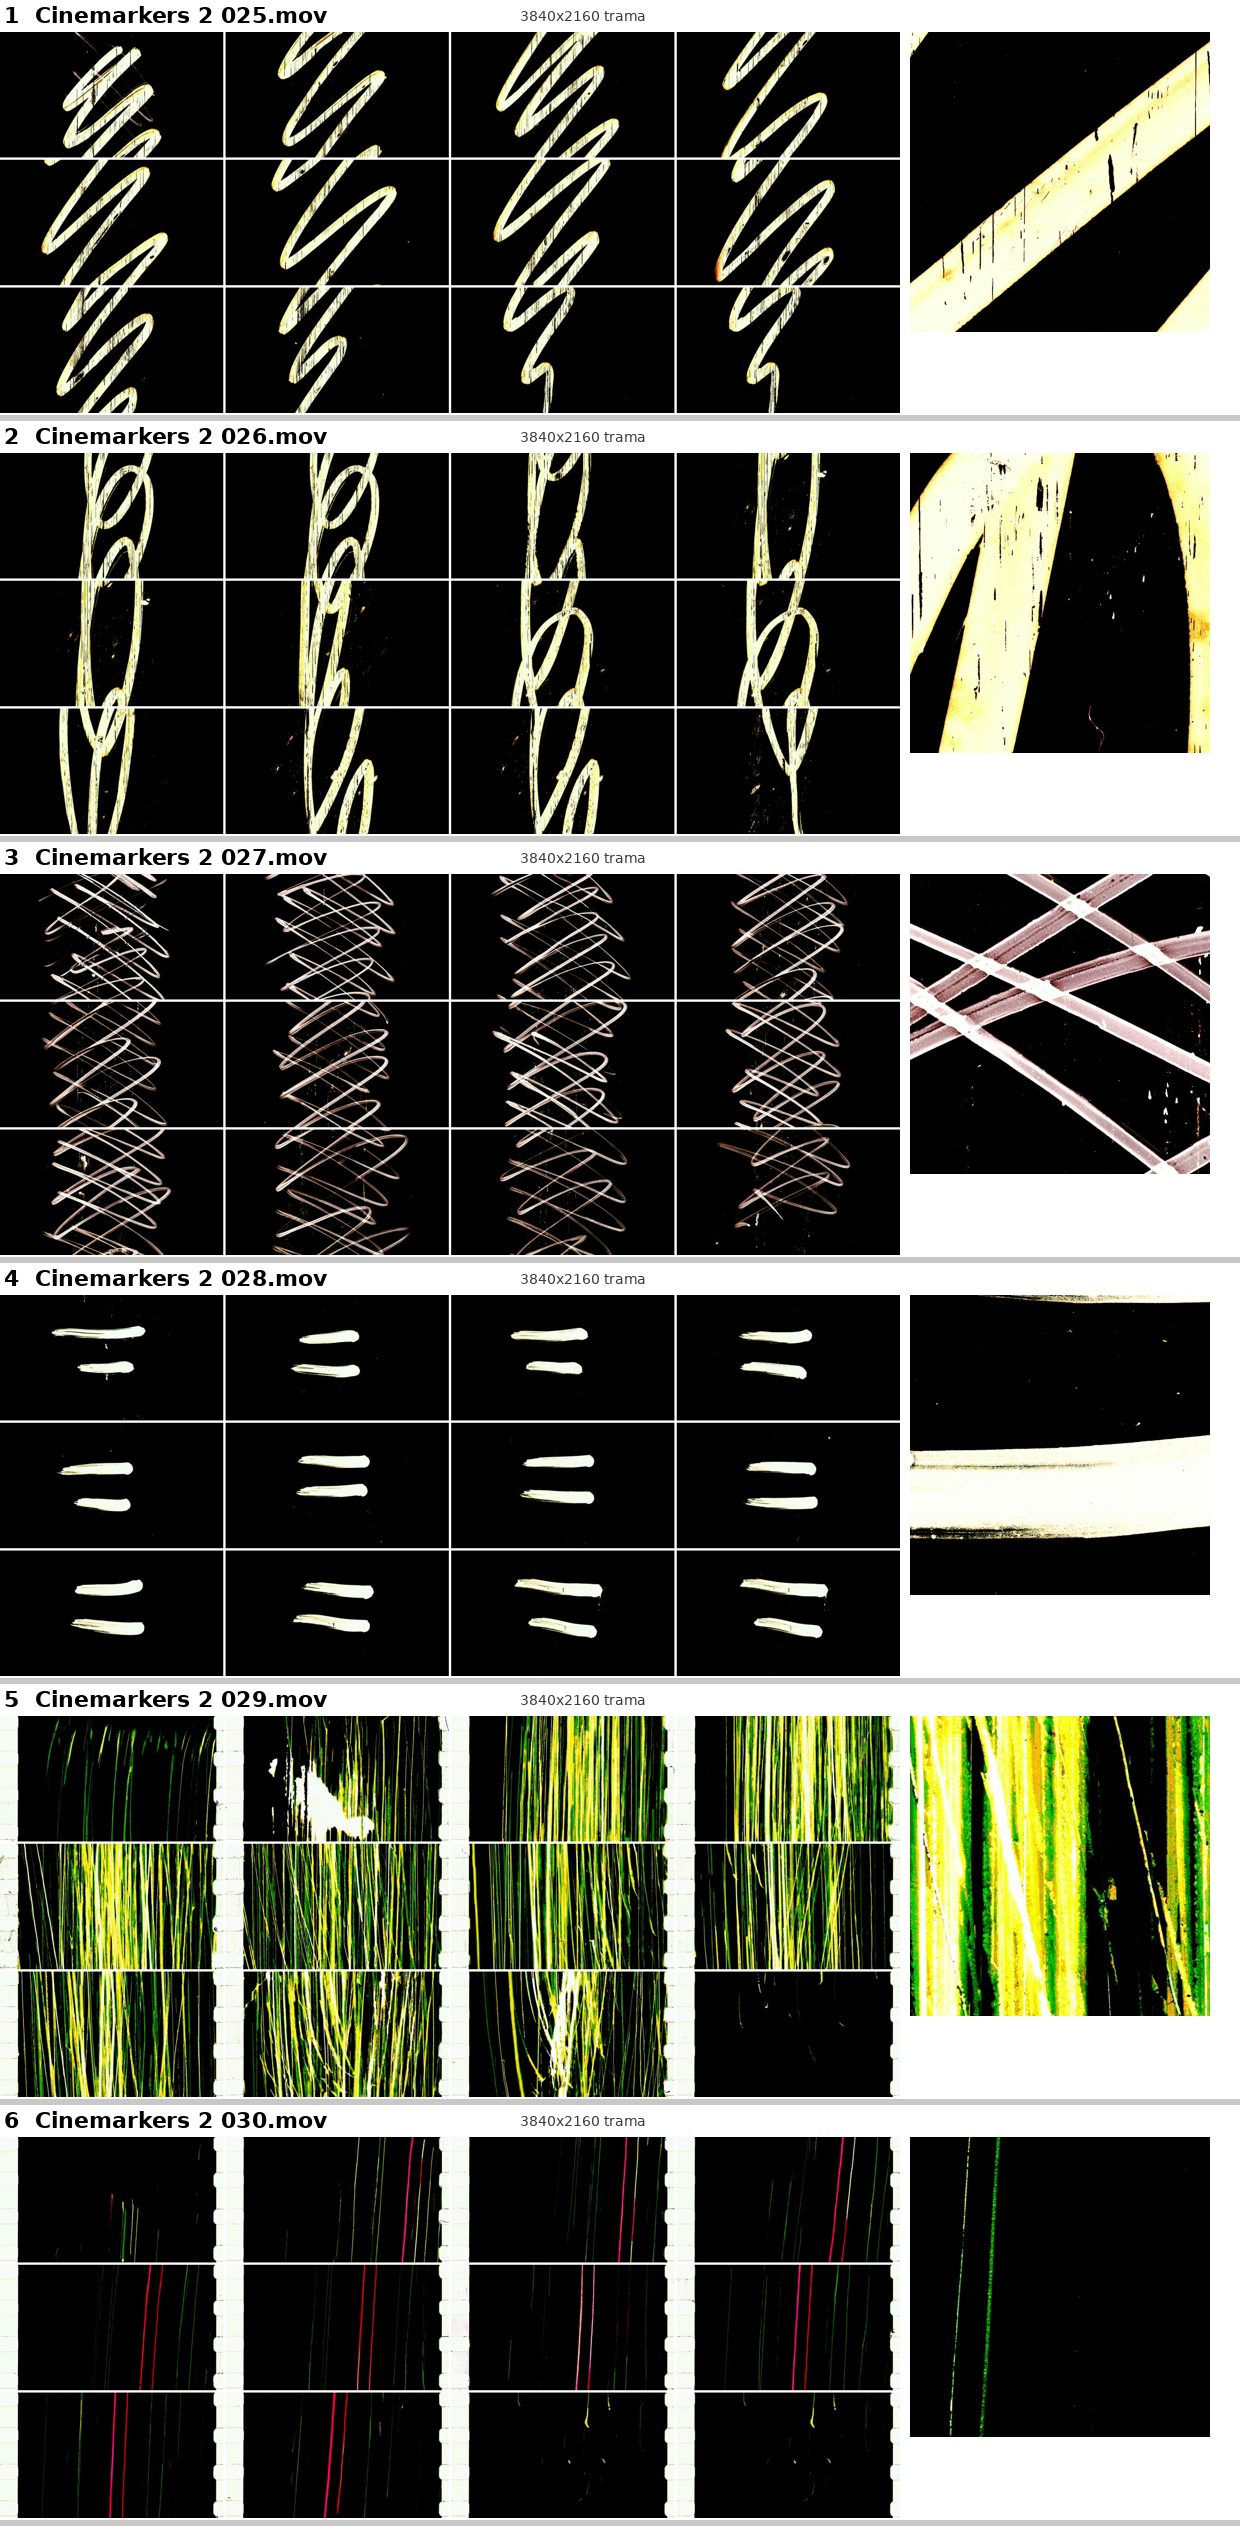 1 Cinemarkers 2 025.mov 3840x2160 trama
2 Cinemarkers 2 026.mov 3840x2160 trama
3 Cinemarkers 2 027.mov 3840x2160 trama
4 Cinemarkers 2 028.mov 3840x2160 trama
5 Cinemarkers 2 029.mov 3840x2160 trama
6 Cinemarkers 2 030.mov 3840x2160 trama